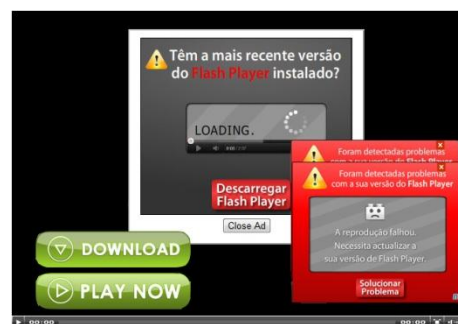 Têm a mais recente versão
do Flash Player instalado?
LOADING.
Descarregar
Flash Player
Close Ad
Foram detectadas problemas
com a sua versão do Flash Player
Foram detectadas problemas
com a sua versão do Flash Player
A reprodução falhou.
Necessita actualizar a
sua versão de Flash Player.
Solucionar
Problema
DOWNLOAD
PLAY NOW
00:00
00:00